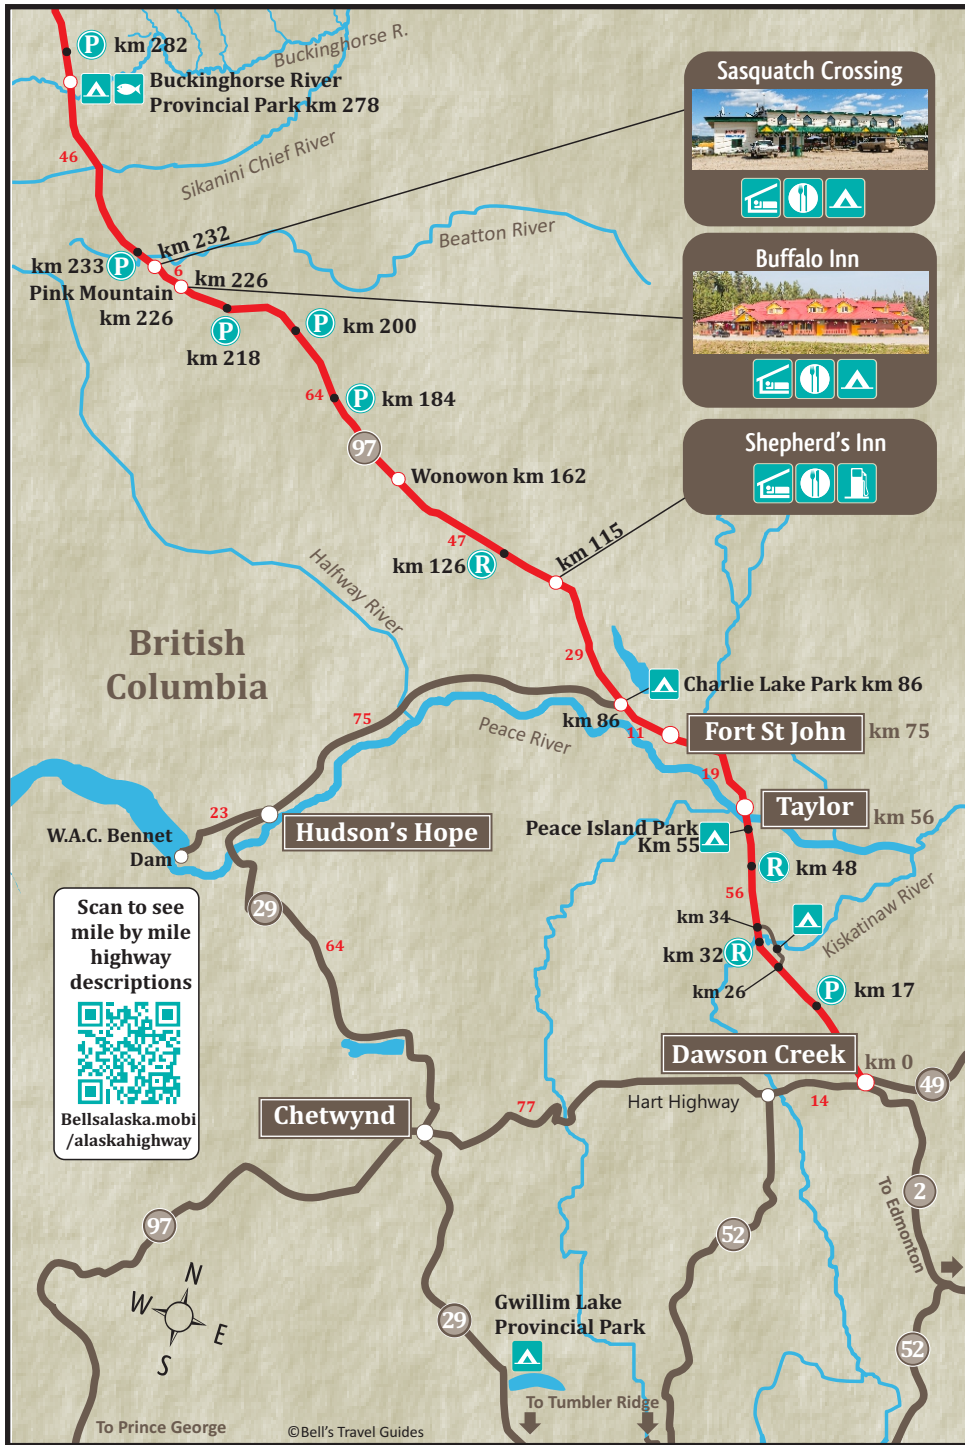 P km 282
Buckinghorse R.
Buckinghorse River
Provincial Park km 278
Sasquatch Crossing
46
Sikanini Chief River
Beatton River
km 232
km 233 P
6
km 226
Pink Mountain
km 226
Buffalo Inn
P km 200
P
km 218
64
P km 184
97
Shepherd's Inn
Wonowon km 162
47
km 126 R
km 115
Halfway River
British
Columbia
29
Charlie Lake Park km 86
km 86
75
Peace River
11
Fort St John km 75
19
23
Taylor km 56
Hudson's Hope
W.A.C. Bennet
Dam
Peace Island Park
Km 55
R km 48
56
Kiskatinaw River
29
km 34
km 32 R
km 26
64
P km 17
Scan to see
mile by mile
highway
descriptions
Bellsalaska.mobi
/alaskahighway
Dawson Creek km 0
49
Hart Highway
14
77
Chetwynd
2
To Edmonton
97
52
N
W
E
S
29
Gwillim Lake
Provincial Park
52
To Tumbler Ridge
To Prince George
©Bell's Travel Guides